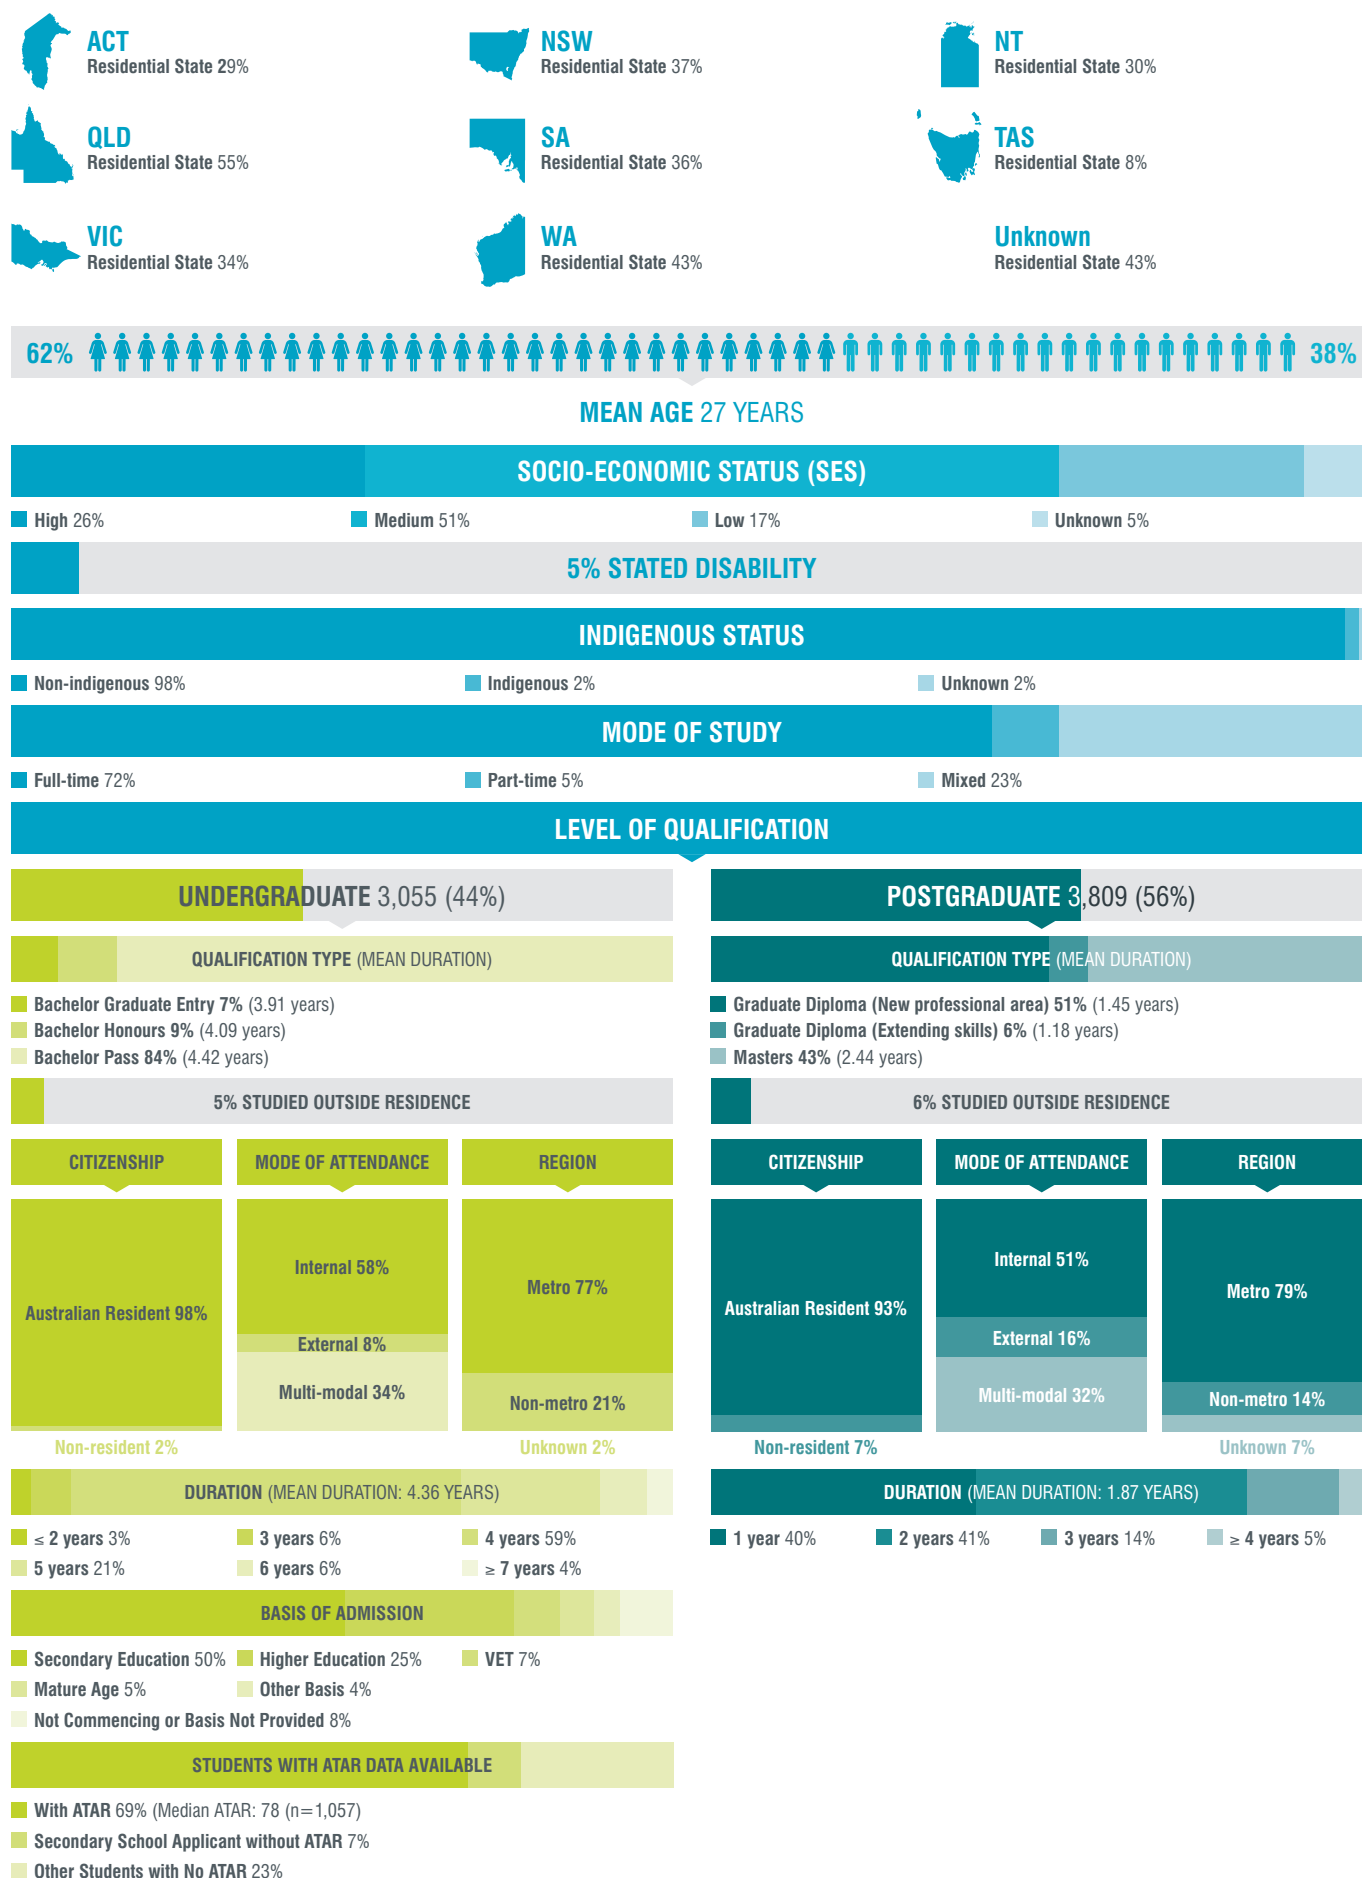 ACT
Residential State 29%
NSW
Residential State 37%
NT
Residential State 30%
QLD
Residential State 55%
SA
Residential State 36%
TAS
Residential State 8%
VIC
Residential State 34%
WA
Residential State 43%
Unknown
Residential State 43%
62%
38%
MEAN AGE 27 YEARS
SOCIO-ECONOMIC STATUS (SES)
High 26%
Medium 51%
Low 17%
Unknown 5%
5% STATED DISABILITY
INDIGENOUS STATUS
Non-indigenous 98%
Indigenous 2%
Unknown 2%
MODE OF STUDY
Full-time 72%
Part-time 5%
Mixed 23%
LEVEL OF QUALIFICATION
UNDERGRADUATE 3,055 (44%)
QUALIFICATION TYPE (MEAN DURATION)
Bachelor Graduate Entry 7% (3.91 years)
Bachelor Honours 9% (4.09 years)
Bachelor Pass 84% (4.42 years)
5% STUDIED OUTSIDE RESIDENCE
CITIZENSHIP
Australian Resident 98%
Non-resident 2%
MODE OF ATTENDANCE
Internal 58%
External 8%
Multi-modal 34%
REGION
Metro 77%
Non-metro 21%
Unknown 2%
DURATION (MEAN DURATION: 4.36 YEARS)
≤ 2 years 3%
3 years 6%
4 years 59%
5 years 21%
6 years 6%
≥ 7 years 4%
BASIS OF ADMISSION
Secondary Education 50%
Higher Education 25%
VET 7%
Mature Age 5%
Other Basis 4%
Not Commencing or Basis Not Provided 8%
STUDENTS WITH ATAR DATA AVAILABLE
With ATAR 69% (Median ATAR: 78 (n=1,057)
Secondary School Applicant without ATAR 7%
Other Students with No ATAR 23%
POSTGRADUATE 3,809 (56%)
QUALIFICATION TYPE (MEAN DURATION)
Graduate Diploma (New professional area) 51% (1.45 years)
Graduate Diploma (Extending skills) 6% (1.18 years)
Masters 43% (2.44 years)
6% STUDIED OUTSIDE RESIDENCE
CITIZENSHIP
Australian Resident 93%
Non-resident 7%
MODE OF ATTENDANCE
Internal 51%
External 16%
Multi-modal 32%
REGION
Metro 79%
Non-metro 14%
Unknown 7%
DURATION (MEAN DURATION: 1.87 YEARS)
1 year 40%
2 years 41%
3 years 14%
≥ 4 years 5%